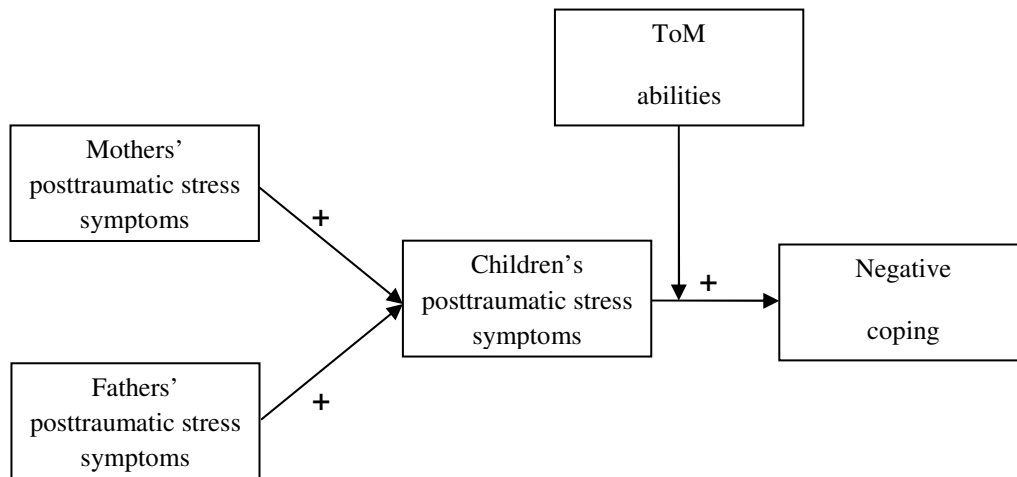 ToM
abilities
Mothers’
posttraumatic stress
symptoms
+
Children’s
posttraumatic stress
symptoms
+
Negative
coping
Fathers’
posttraumatic stress
symptoms
+